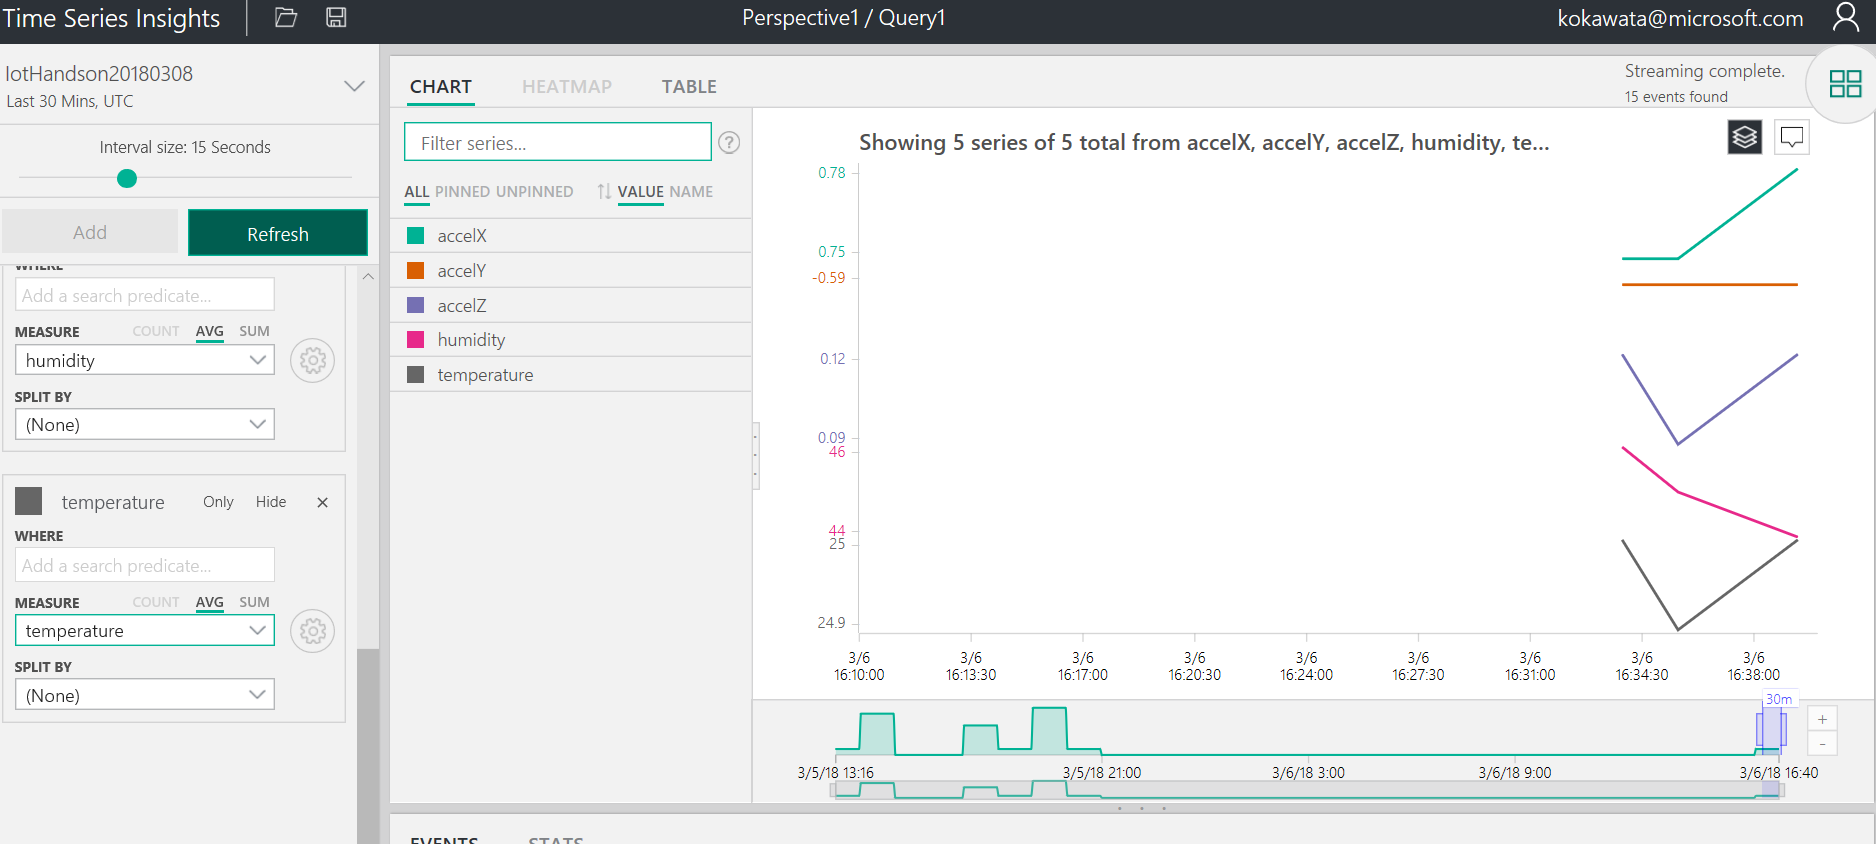 Time Series Insights
Perspective1 / Query1
kokawata@microsoft.com
IotHandson20180308
Last 30 Mins, UTC
Interval size: 15 Seconds
Add
Refresh
WHERE
Add a search predicate...
MEASURE COUNT AVG SUM
humidity
SPLIT BY
(None)
temperature Only Hide ×
WHERE
Add a search predicate...
MEASURE COUNT AVG SUM
temperature
SPLIT BY
(None)
CHART HEATMAP TABLE
Streaming complete.
15 events found
Filter series...
?
ALL PINNED UNPINNED VALUE NAME
accelX
accelY
accelZ
humidity
temperature
Showing 5 series of 5 total from accelX, accelY, accelZ, humidity, te...
0.78
0.75
-0.59
0.12
0.09
46
44
25
24.9
3/6 3/6 3/6 3/6 3/6 3/6 3/6 3/6 3/6
16:10:00 16:13:30 16:17:00 16:20:30 16:24:00 16:27:30 16:31:00 16:34:30 16:38:00
30m
+
-
3/5/18 13:16 3/5/18 21:00 3/6/18 3:00 3/6/18 9:00 3/6/18 16:40
EVENTS STATS